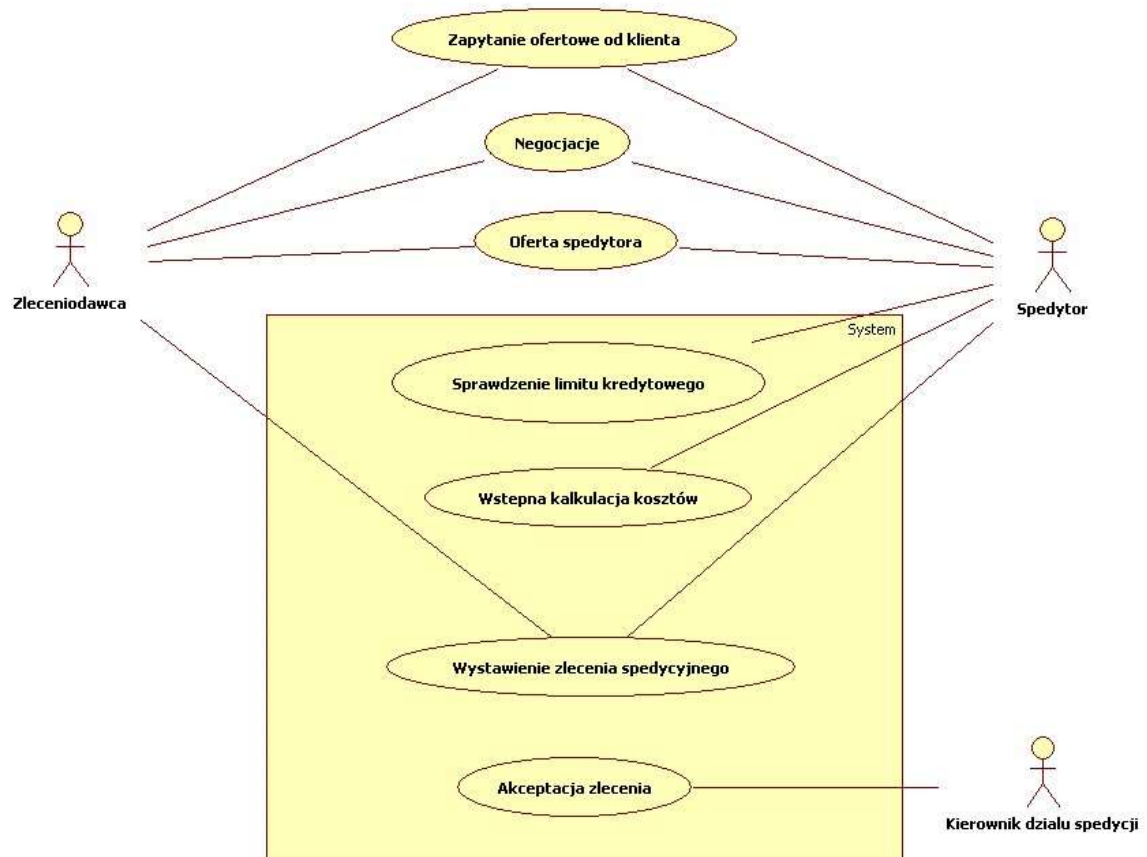 Zapytanie ofertowe od klienta
Negocjacje
Oferta spedytora
Zleceniodawca
Spedytor
System
Sprawdzenie limitu kredytowego
Wstepna kalkulacja kosztów
Wystawienie zlecenia spedycyjnego
Akceptacja zlecenia
Kierownik dzialu spedycji